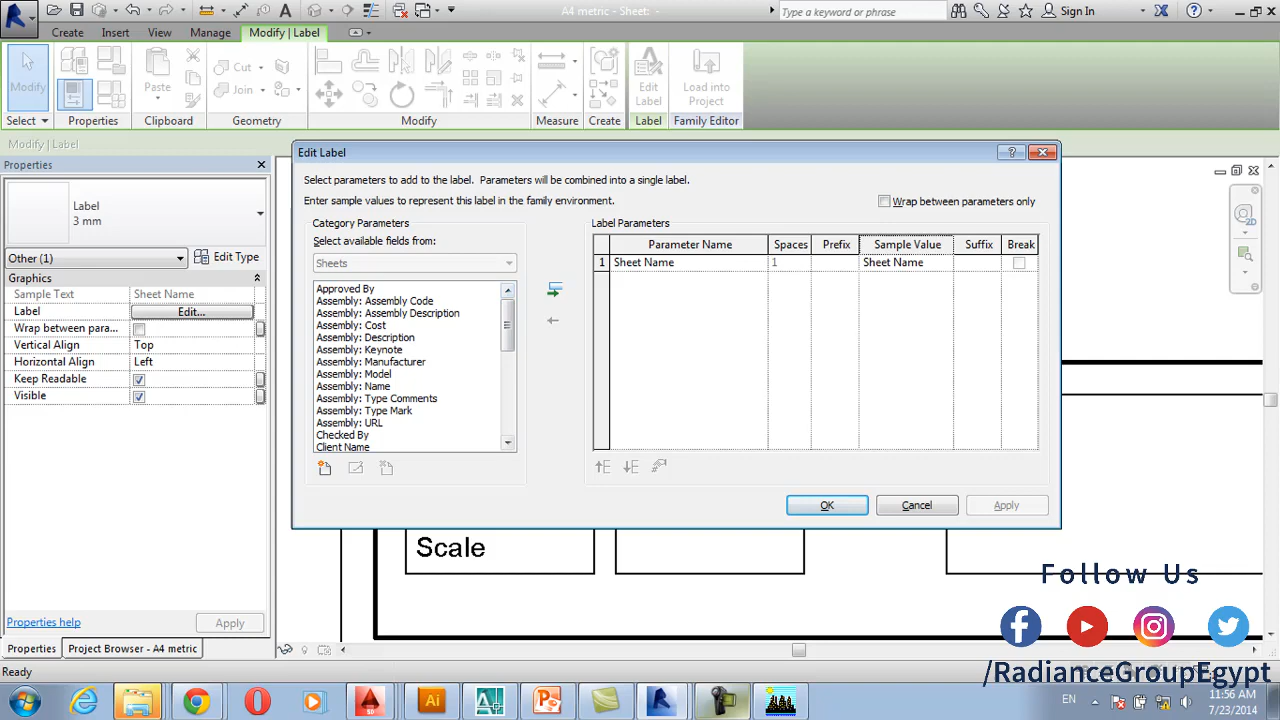 A4 metric - Sheet: -
Type a keyword or phrase
Sign In
Create
Insert
View
Manage
Modify | Label
Modify
Paste
Cut
Join
Edit
Label
Load into
Project
Select
Properties
Clipboard
Geometry
Modify
Measure
Create
Label
Family Editor
Modify | Label
Properties
Label
3 mm
Other (1)
Edit Type
Graphics
Sample Text
Sheet Name
Label
Edit...
Wrap between para...
Vertical Align
Top
Horizontal Align
Left
Keep Readable
Visible
Properties help
Apply
Properties
Project Browser - A4 metric
Ready
Edit Label
Select parameters to add to the label. Parameters will be combined into a single label.
Enter sample values to represent this label in the family environment.
Wrap between parameters only
Category Parameters
Select available fields from:
Sheets
Approved By
Assembly: Assembly Code
Assembly: Assembly Description
Assembly: Cost
Assembly: Description
Assembly: Keynote
Assembly: Manufacturer
Assembly: Model
Assembly: Name
Assembly: Type Comments
Assembly: Type Mark
Assembly: URL
Checked By
Client Name
Label Parameters
Parameter Name Spaces Prefix Sample Value Suffix Break
1 Sheet Name 1 Sheet Name
OK
Cancel
Apply
Scale
Follow Us
/RadianceGroupEgypt
EN
11:56 AM
7/23/2014